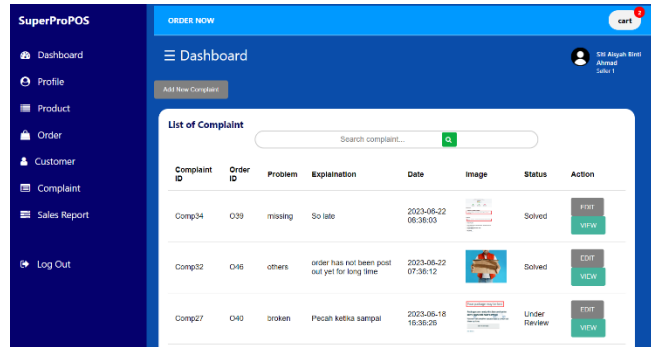 SuperProPOS
ORDER NOW
cart
2
Dashboard
Profile
Product
Order
Customer
Complaint
Sales Report
Log Out
☰ Dashboard
Siti Aisyah Binti
Ahmad
Seller 1
Add New Complaint
List of Complaint
Search complaint...
Complaint ID Order ID Problem Explaination Date Image Status Action
Comp34 O39 missing So late 2023-06-22 08:38:03 Solved EDIT VIEW
Comp32 O46 others order has not been post out yet for long time 2023-06-22 07:36:12 Solved EDIT VIEW
Comp27 O40 broken Pecah ketika sampai 2023-06-18 16:36:26 Under Review EDIT VIEW